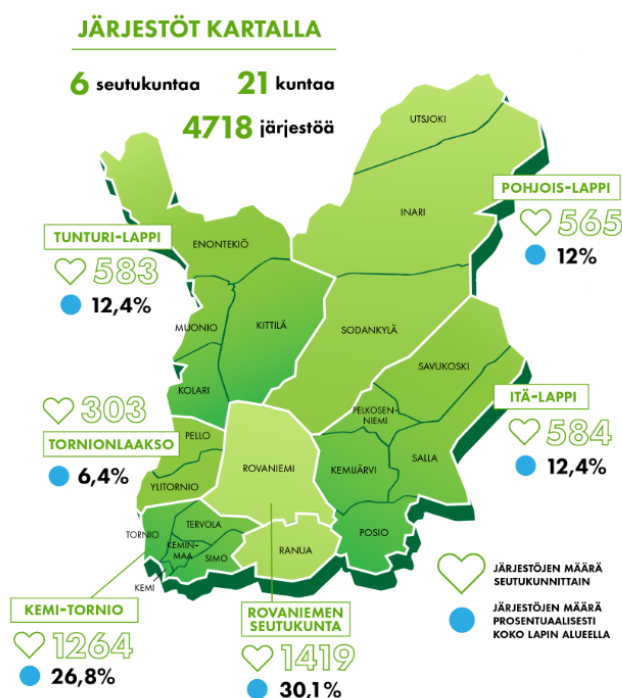 JÄRJESTÖT KARTALLA
6 seutukuntaa 21 kuntaa
4718 järjestöä
UTSJOKI
POHJOIS-LAPPI
565
12%
INARI
TUNTURI-LAPPI
583
12,4%
ENONTEKIÖ
MUONIO
KITTILÄ
SODANKYLÄ
SAVUKOSKI
KOLARI
303
TORNIONLAAKSO
6,4%
PELLO
YLITORNIO
ROVANIEMI
PELKOSEN-
NIEMI
KEMIJÄRVI
SALLA
ITÄ-LAPPI
584
12,4%
TORNIO
TERVOLA
KEMIN-
MAA
SIMO
KEMI
RANUA
POSIO
KEMI-TORNIO
1264
26,8%
ROVANIEMEN
SEUTUKUNTA
1419
30,1%
JÄRJESTÖJEN MÄÄRÄ
SEUTUKUNNITTAIN
JÄRJESTÖJEN MÄÄRÄ
PROSENTUAALISESTI
KOKO LAPIN ALUEELLA